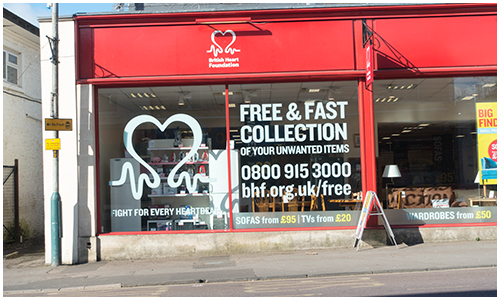 British Heart
Foundation
FREE & FAST
COLLECTION
OF YOUR UNWANTED ITEMS
0800 915 3000
bhf.org.uk/free
FIGHT FOR EVERY HEARTBEAT
SOFAS from £95 | TVs from £20
WARDROBES from £50
BIG
FIND